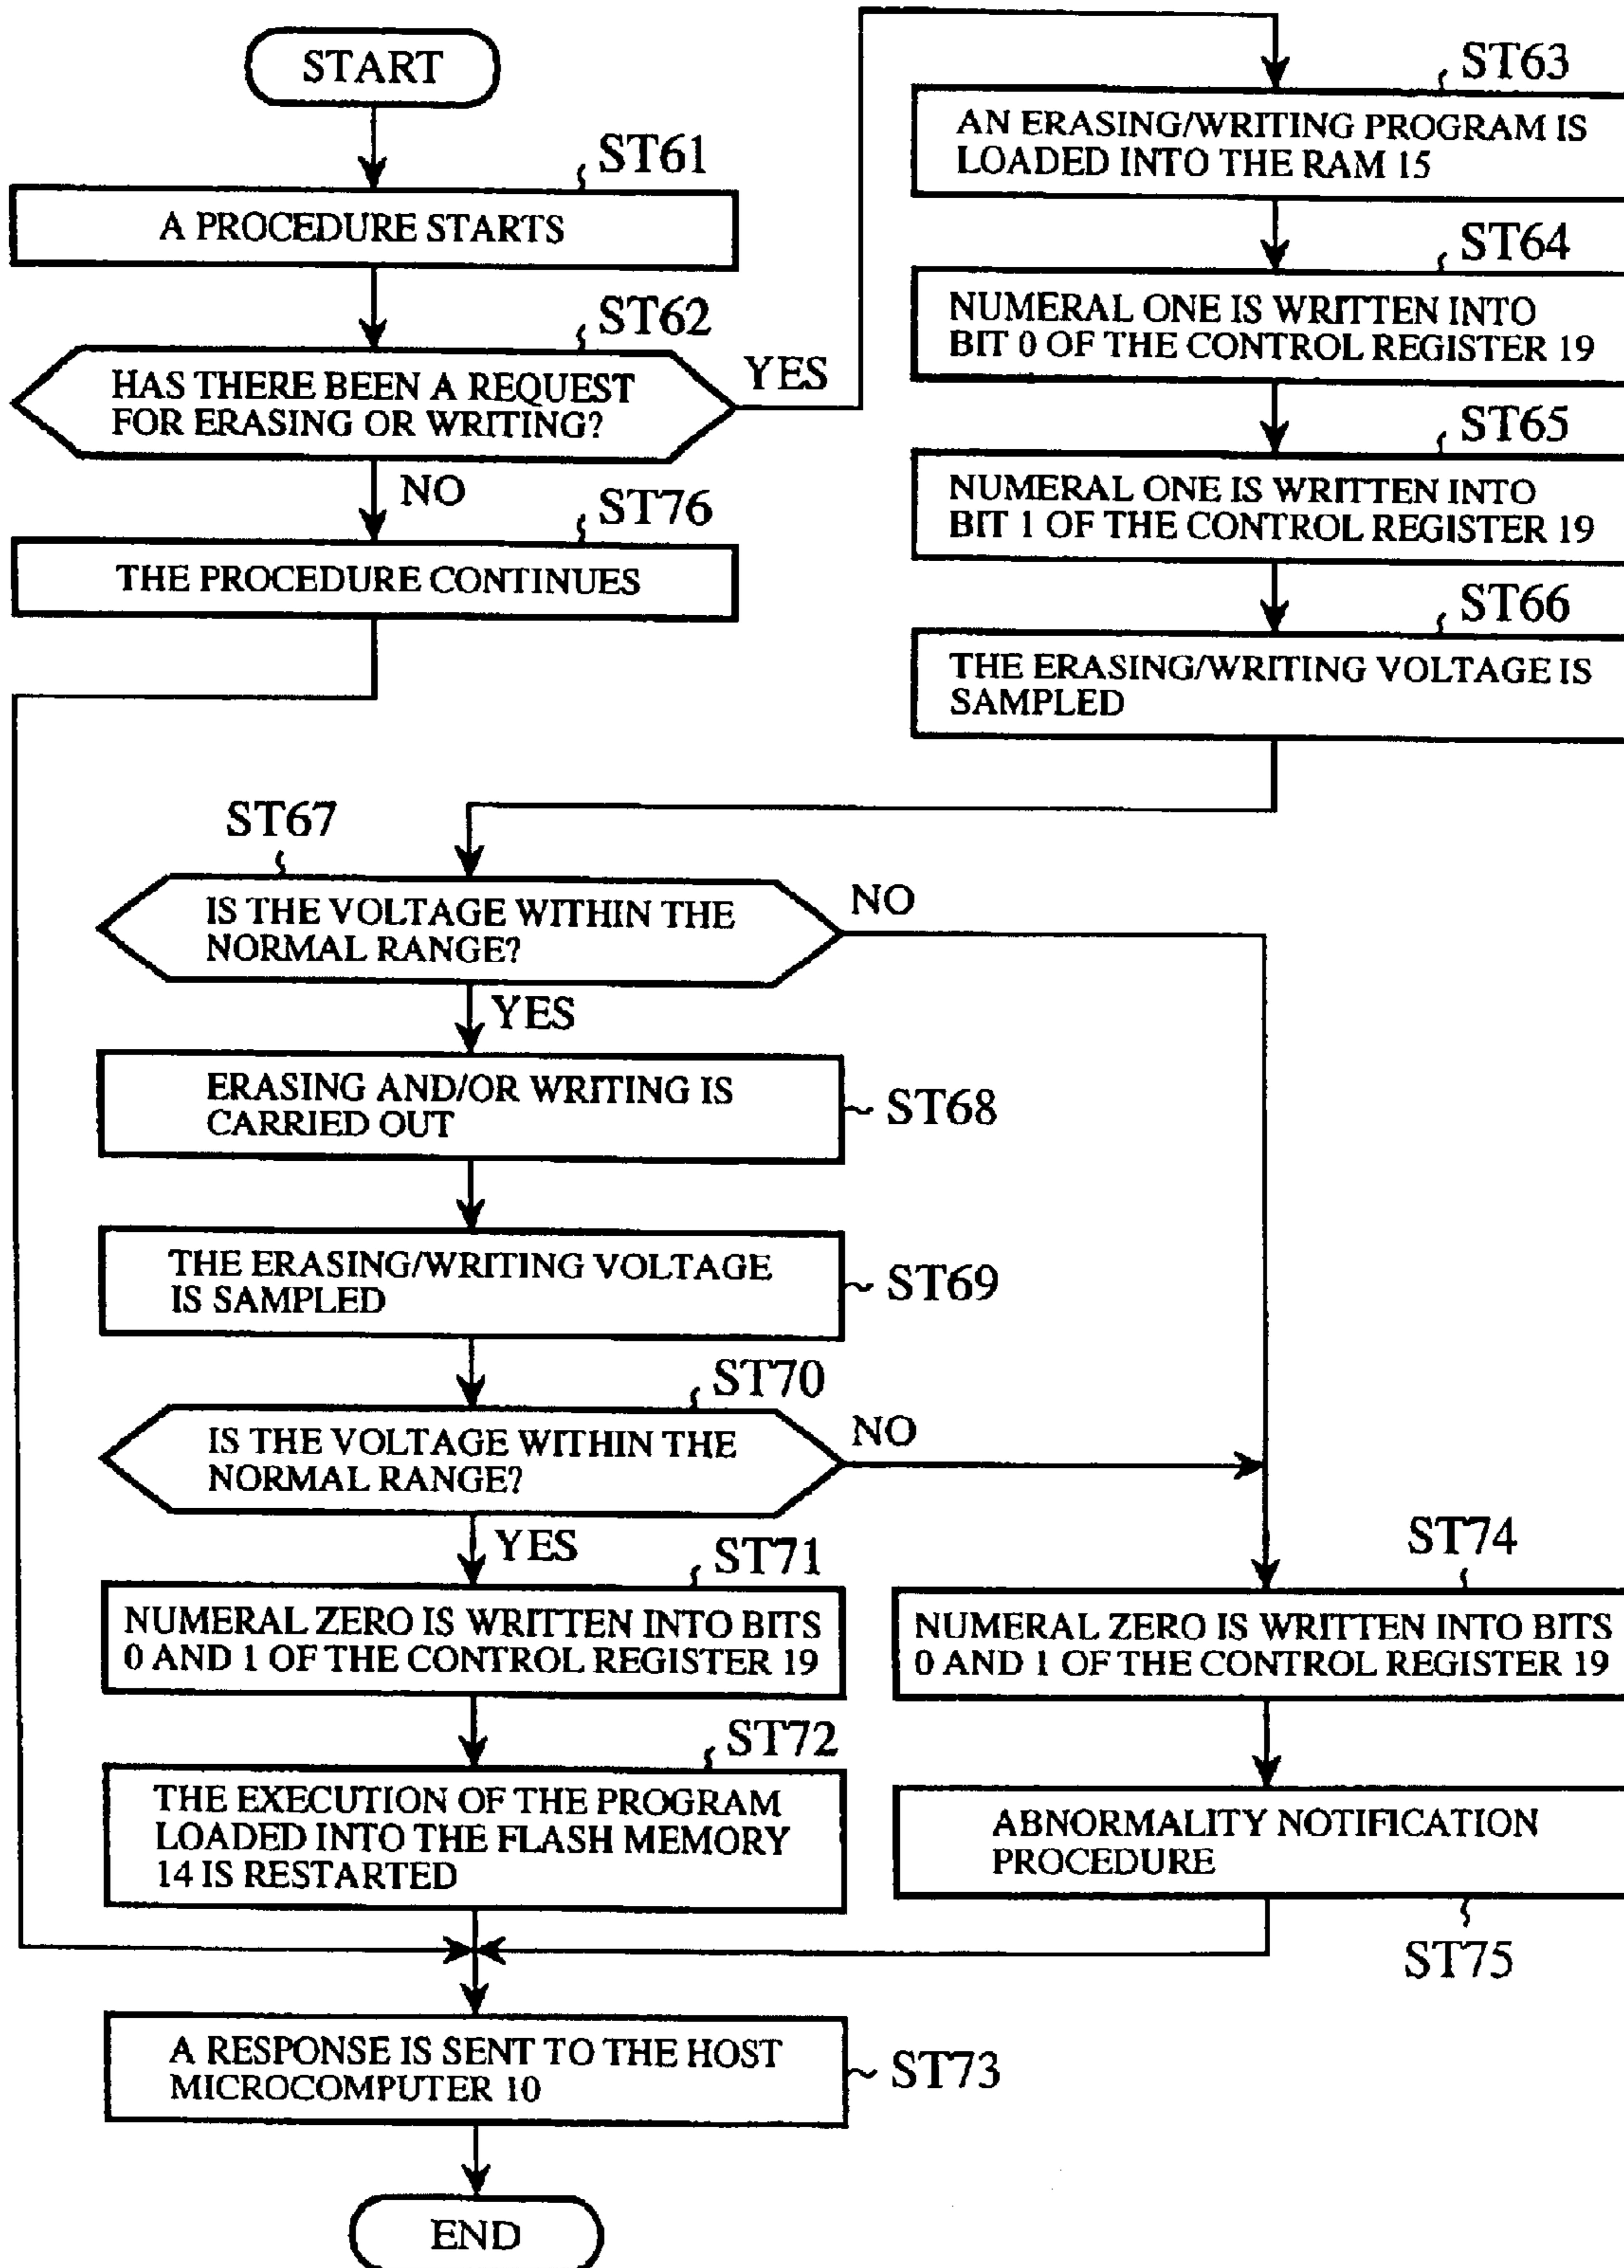 START
ST61
A PROCEDURE STARTS
ST62
HAS THERE BEEN A REQUEST
FOR ERASING OR WRITING?
YES
NO
ST76
THE PROCEDURE CONTINUES
ST63
AN ERASING/WRITING PROGRAM IS
LOADED INTO THE RAM 15
ST64
NUMERAL ONE IS WRITTEN INTO
BIT 0 OF THE CONTROL REGISTER 19
ST65
NUMERAL ONE IS WRITTEN INTO
BIT 1 OF THE CONTROL REGISTER 19
ST66
THE ERASING/WRITING VOLTAGE IS
SAMPLED
ST67
IS THE VOLTAGE WITHIN THE
NORMAL RANGE?
NO
YES
ERASING AND/OR WRITING IS
CARRIED OUT
ST68
THE ERASING/WRITING VOLTAGE
IS SAMPLED
ST69
ST70
IS THE VOLTAGE WITHIN THE
NORMAL RANGE?
NO
YES
ST71
NUMERAL ZERO IS WRITTEN INTO BITS
0 AND 1 OF THE CONTROL REGISTER 19
ST72
THE EXECUTION OF THE PROGRAM
LOADED INTO THE FLASH MEMORY
14 IS RESTARTED
ST74
NUMERAL ZERO IS WRITTEN INTO BITS
0 AND 1 OF THE CONTROL REGISTER 19
ABNORMALITY NOTIFICATION
PROCEDURE
ST75
A RESPONSE IS SENT TO THE HOST
MICROCOMPUTER 10
ST73
END